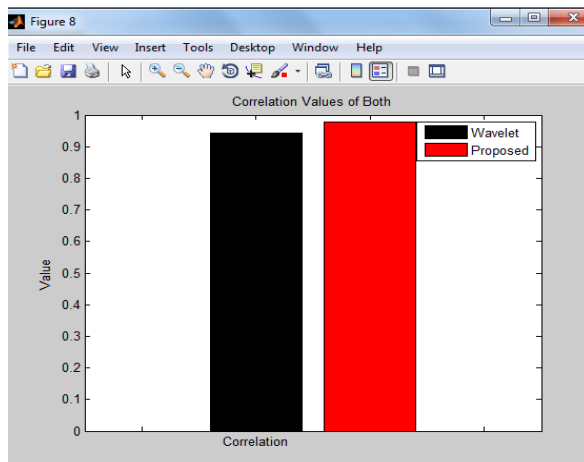 Figure 8
File Edit View Insert Tools Desktop Window Help
Correlation Values of Both
1
0.9
0.8
0.7
0.6
0.5
0.4
0.3
0.2
0.1
0
Value
Wavelet
Proposed
Correlation